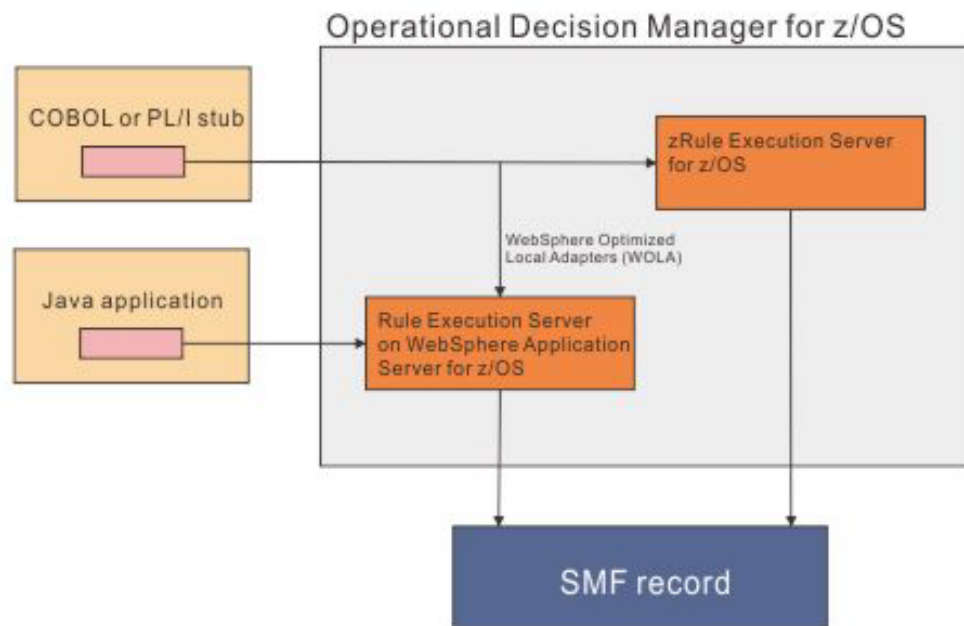 Operational Decision Manager for z/OS
COBOL or PL/I stub
zRule Execution Server
for z/OS
WebSphere Optimized
Local Adapters (WOLA)
Java application
Rule Execution Server
on WebSphere Application
Server for z/OS
SMF record